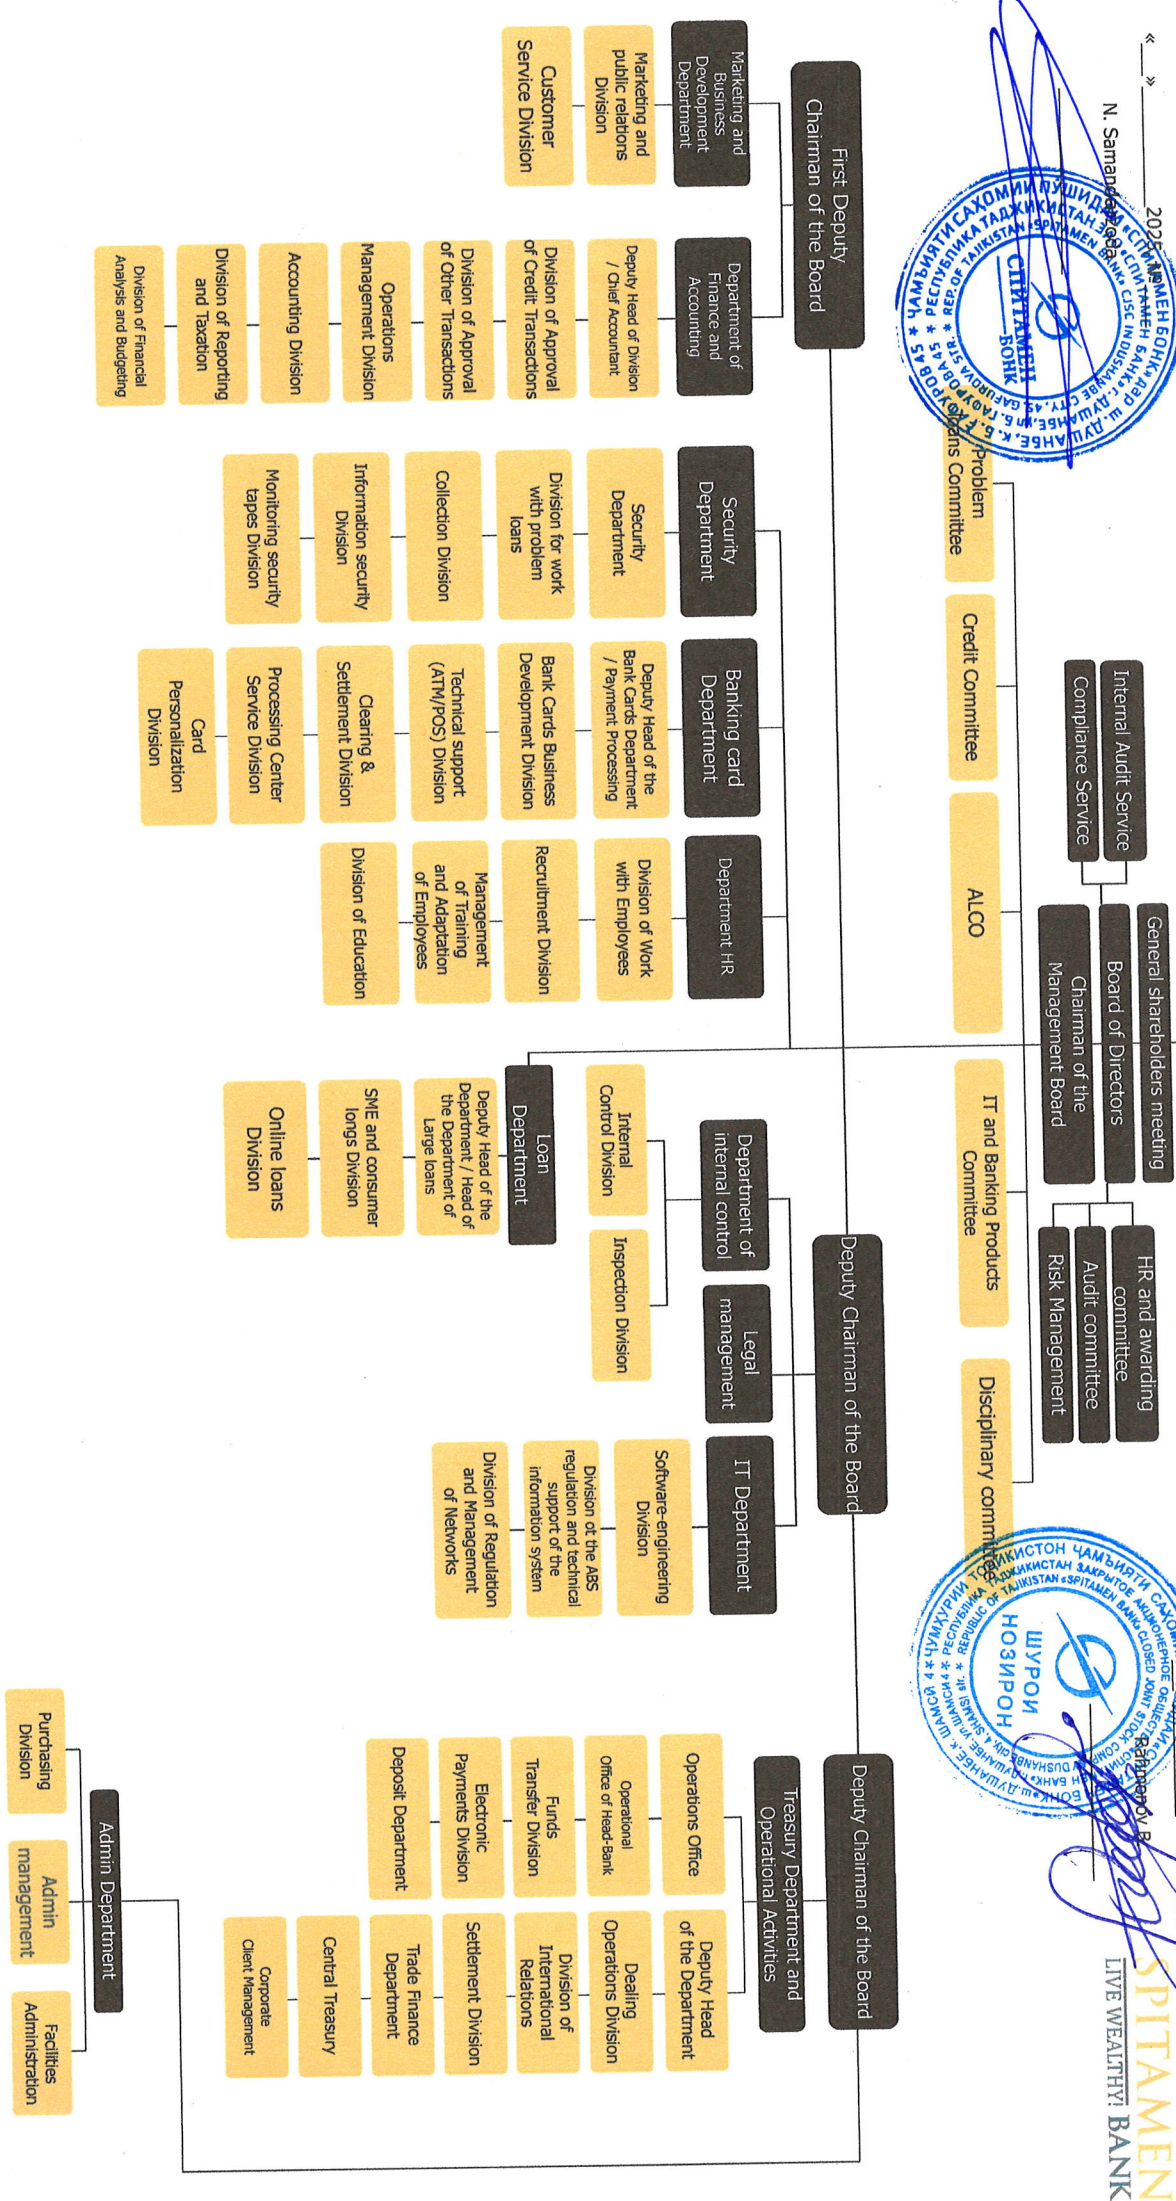 « __ » ________ 2025
N. Samandarzoda
СПИТАМЕН
БОНК
ШУРОИ
НОЗИРОН
Rahmonov B
SPITAMEN
LIVE WEALTHY! BANK
General shareholders meeting
Internal Audit Service
Compliance Service
Board of Directors
Chairman of the
Management Board
HR and awarding
committee
Audit committee
Risk Management
Problem
loans Committee
Credit Committee
ALCO
IT and Banking Products
Committee
Disciplinary committee
First Deputy
Chairman of the Board
Deputy Chairman of the Board
Deputy Chairman of the Board
Marketing and
Business
Development
Department
Marketing and
public relations
Division
Customer
Service Division
Department of
Finance and
Accounting
Deputy Head of Division
/ Chief Accountant
Division of Approval
of Credit Transactions
Division of Approval
of Other Transactions
Operations
Management Division
Accounting Division
Division of Reporting
and Taxation
Division of Financial
Analysis and Budgeting
Security
Department
Security
Department
Division for work
with problem
loans
Collection Division
Information security
Division
Monitoring security
tapes Division
Banking card
Department
Deputy Head of the
Bank Cards Department
/ Payment Processing
Bank Cards Business
Development Division
Technical support
(ATM/POS) Division
Clearing &
Settlement Division
Processing Center
Service Division
Card
Personalization
Division
Department HR
Division of Work
with Employees
Recruitment Division
Management
of Training
and Adaptation
of Employees
Division of Education
Loan
Department
Deputy Head of the
Department / Head of
the Department of
Large loans
SME and consumer
longs Division
Online loans
Division
Department of
internal control
Internal
Control Division
Inspection Division
Legal
management
IT Department
Software-engineering
Division
Division ot the ABS
regulation and technical
support of the
information system
Division of Regulation
and Management
of Networks
Treasury Department and
Operational Activities
Operations Office
Operational
Office of Head-Bank
Funds
Transfer Division
Electronic
Payments Division
Deposit Department
Deputy Head
of the Department
Dealing
Operations Division
Division of
International
Relations
Settlement Division
Trade Finance
Department
Central Treasury
Corporate
Client Management
Admin Department
Purchasing
Division
Admin
management
Facilities
Administration